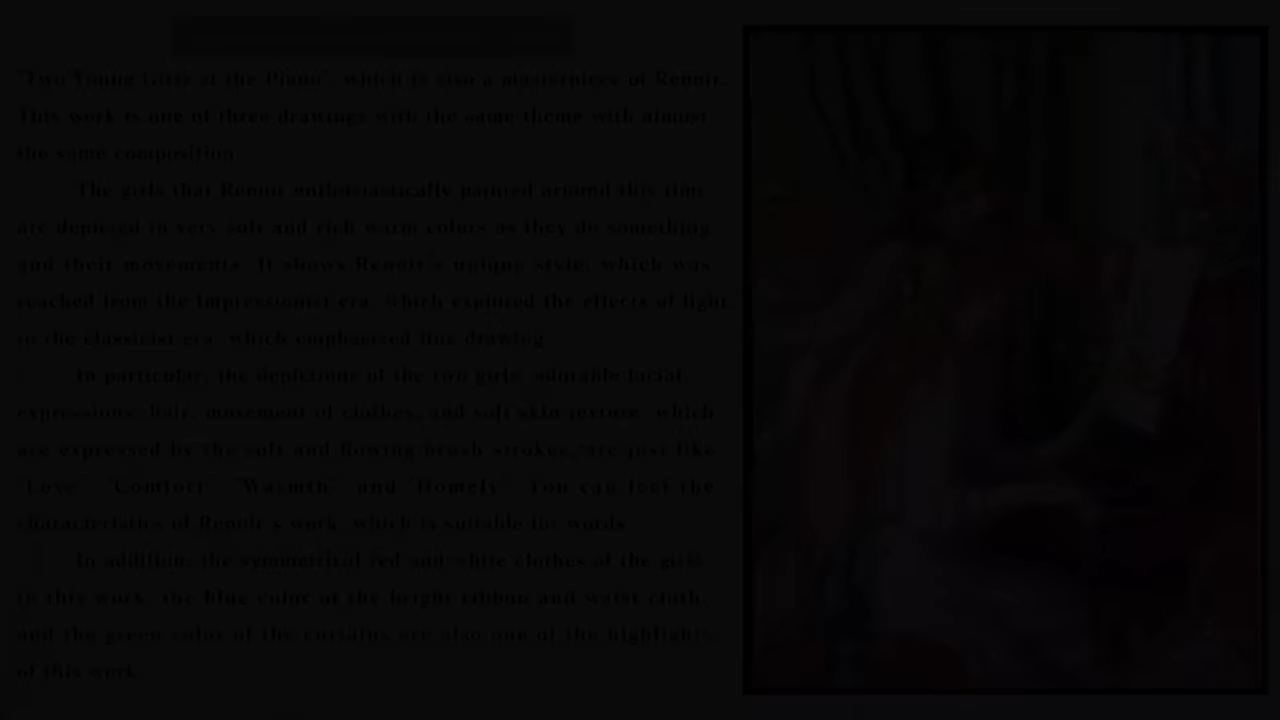 "Two Young Girls at the Piano", which is also a masterpiece of Renoir.
This work is one of three drawings with the same theme with almost
the same composition.
The girls that Renoir enthusiastically painted around this time
are depicted in very soft and rich warm colors as they do something
and their movements. It shows Renoir's unique style, which was
reached from the Impressionist era, which explored the effects of light,
to the classicist era, which emphasized line drawing.
In particular, the depictions of the two girls' adorable facial
expressions, hair, movement of clothes, and soft skin texture, which
are expressed by the soft and flowing brush strokes, are just like
"Love" "Comfort" "Warmth" and "Homely". You can feel the
characteristics of Renoir's work, which is suitable for words
In addition, the symmetrical red and white clothes of the girls
in this work, the blue color of the height ribbon and waist cloth,
and the green color of the curtains are also one of the highlights
of this work.